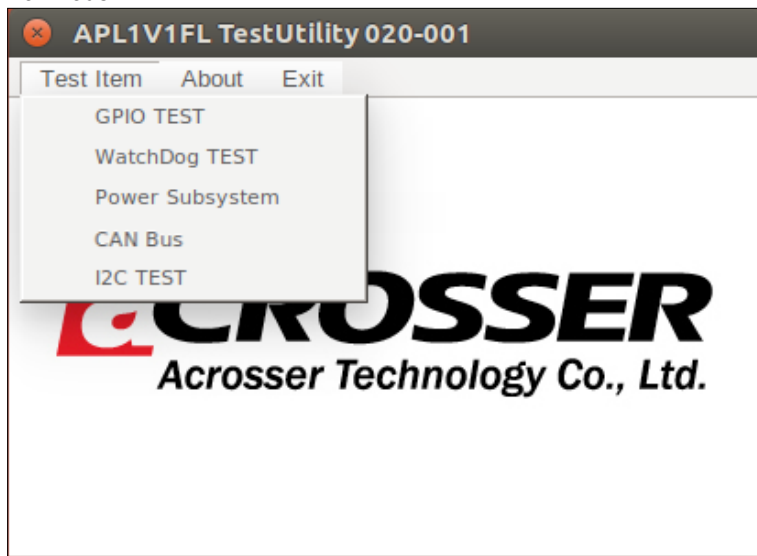 APL1V1FL TestUtility 020-001
Test Item About Exit
GPIO TEST
WatchDog TEST
Power Subsystem
CAN Bus
I2C TEST
aCROSSER
Acrosser Technology Co., Ltd.